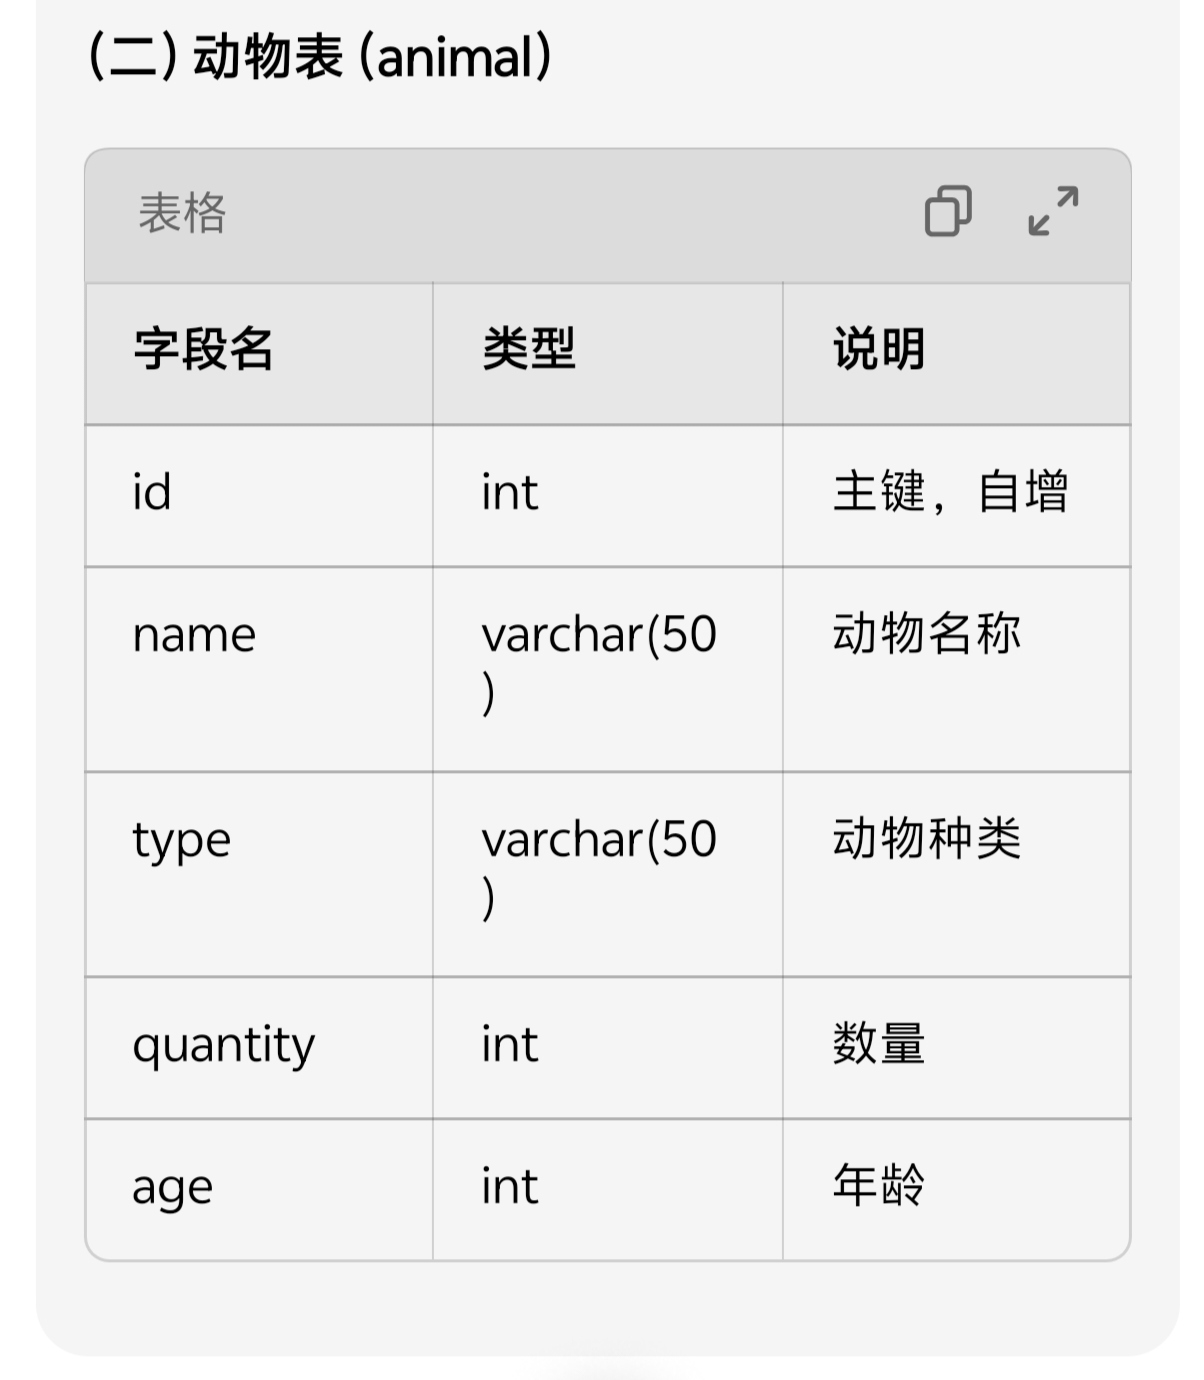 (二) 动物表 (animal)
表格
字段名 类型 说明
id int 主键，自增
name varchar(50 动物名称
)
type varchar(50 动物种类
)
quantity int 数量
age int 年龄